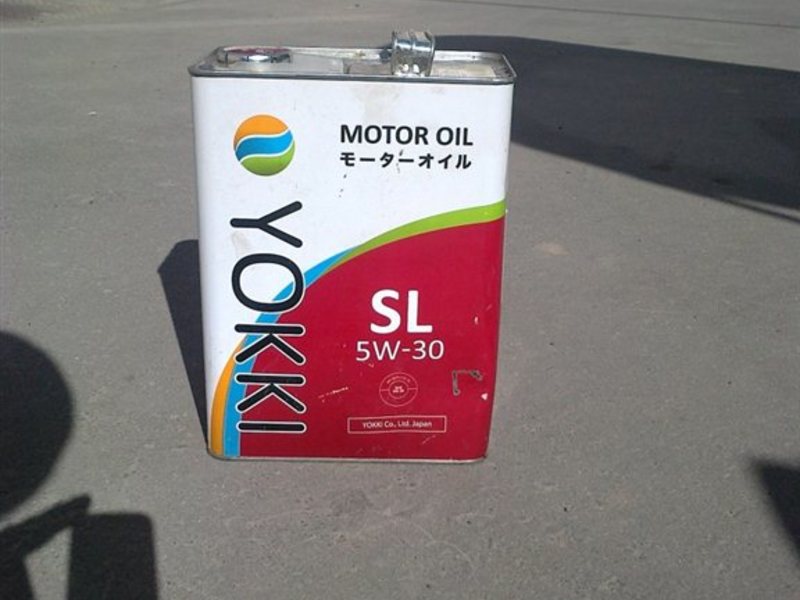 MOTOR OIL
モーターオイル
YOKKI
SL
5W-30
YOKKI Co., Ltd. Japan